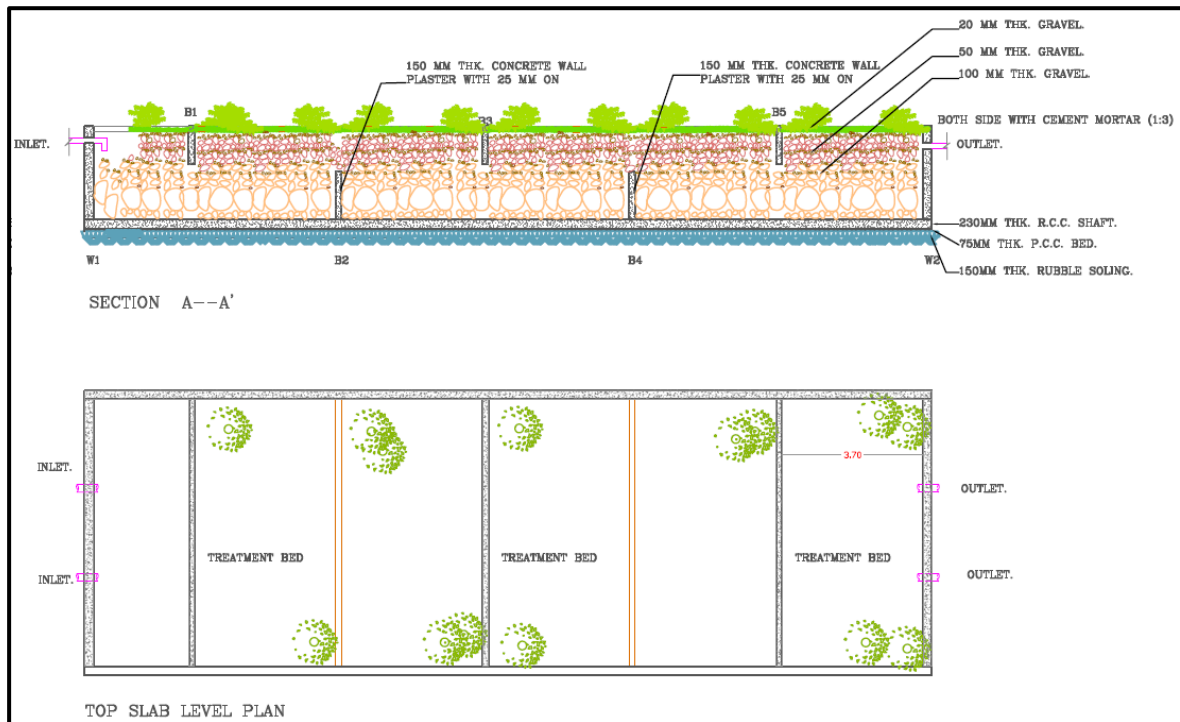 20 MM THK. GRAVEL.
50 MM THK. GRAVEL.
100 MM THK. GRAVEL.
150 MM THK. CONCRETE WALL
PLASTER WITH 25 MM ON
150 MM THK. CONCRETE WALL
PLASTER WITH 25 MM ON
B1
B3
B5
BOTH SIDE WITH CEMENT MORTAR (1:3)
INLET.
OUTLET.
230MM THK. R.C.C. SHAFT.
75MM THK. P.C.C. BED.
150MM THK. RUBBLE SOLING.
W1
B2
B4
W2
SECTION A--A'
3.70
INLET.
OUTLET.
TREATMENT BED
TREATMENT BED
TREATMENT BED
INLET.
OUTLET.
TOP SLAB LEVEL PLAN